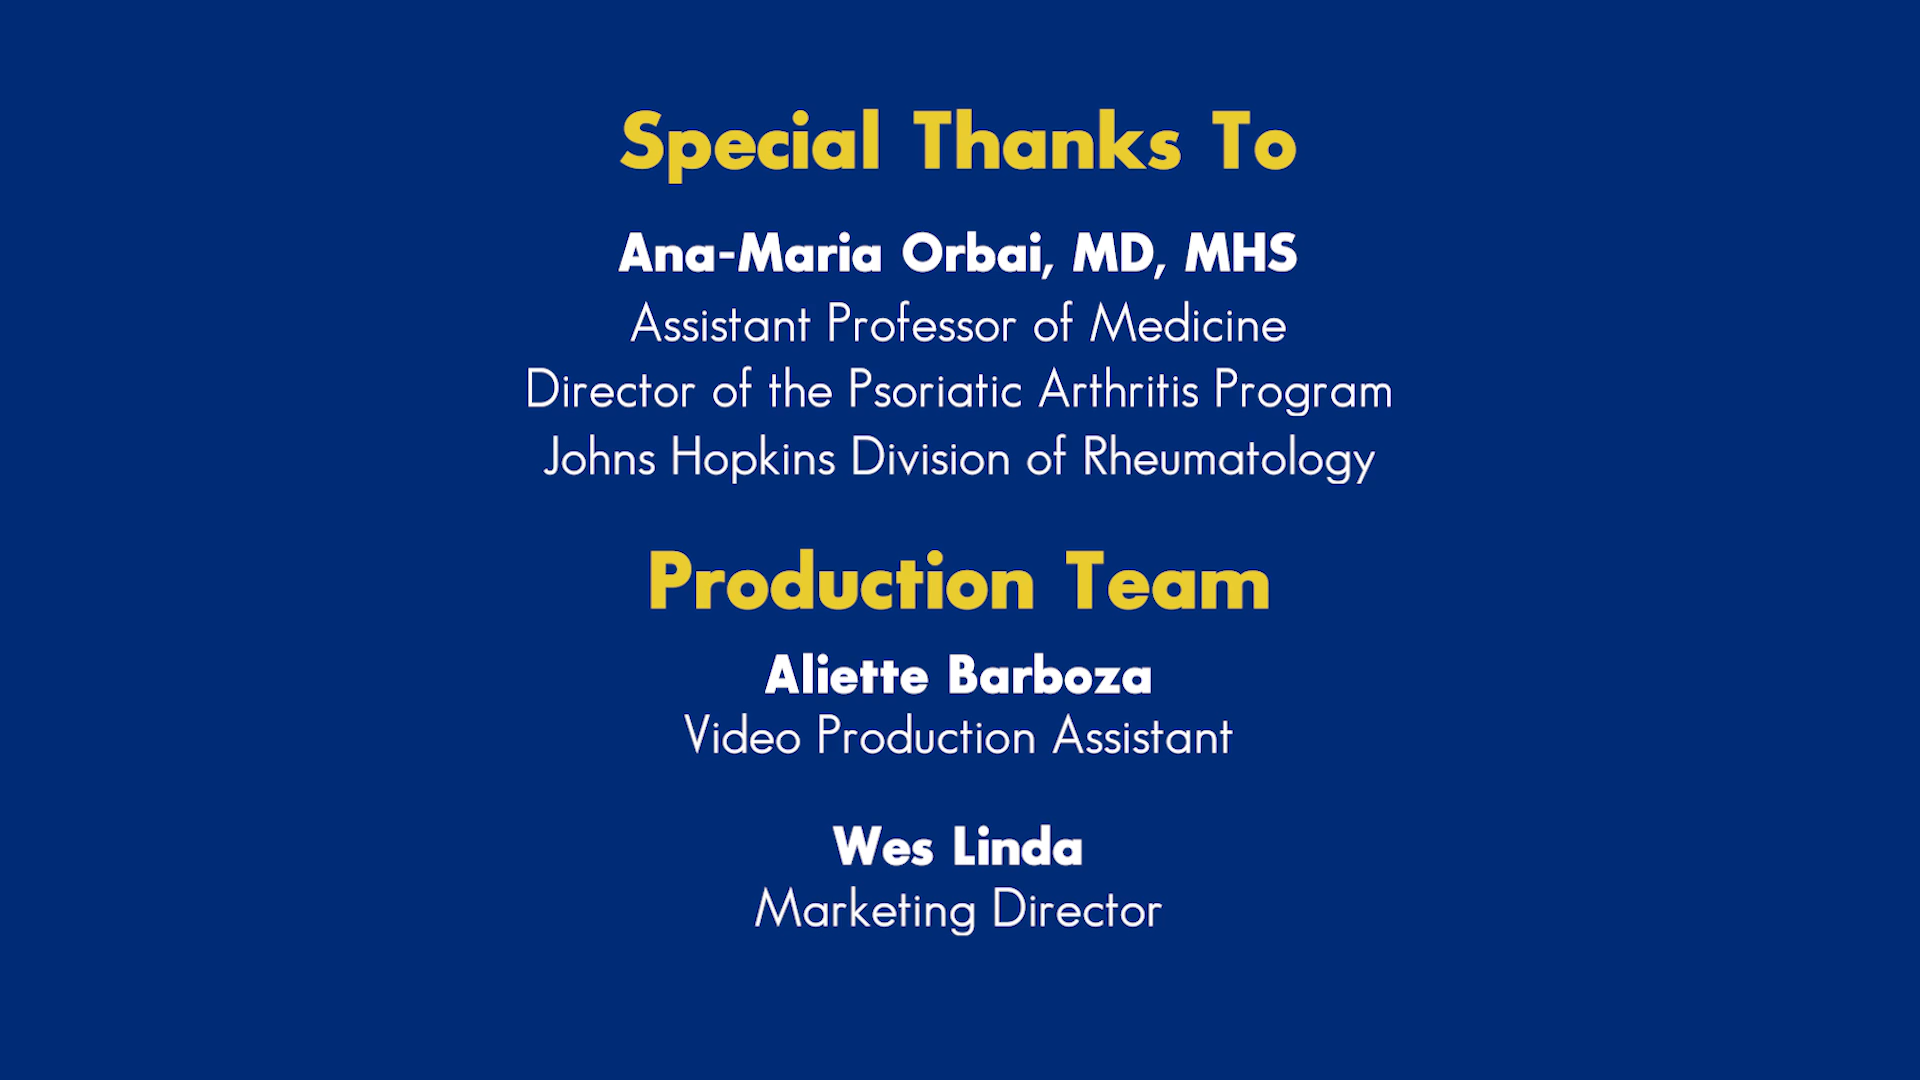 Special Thanks To
Ana-Maria Orbai, MD, MHS
Assistant Professor of Medicine
Director of the Psoriatic Arthritis Program
Johns Hopkins Division of Rheumatology
Production Team
Aliette Barboza
Video Production Assistant
Wes Linda
Marketing Director